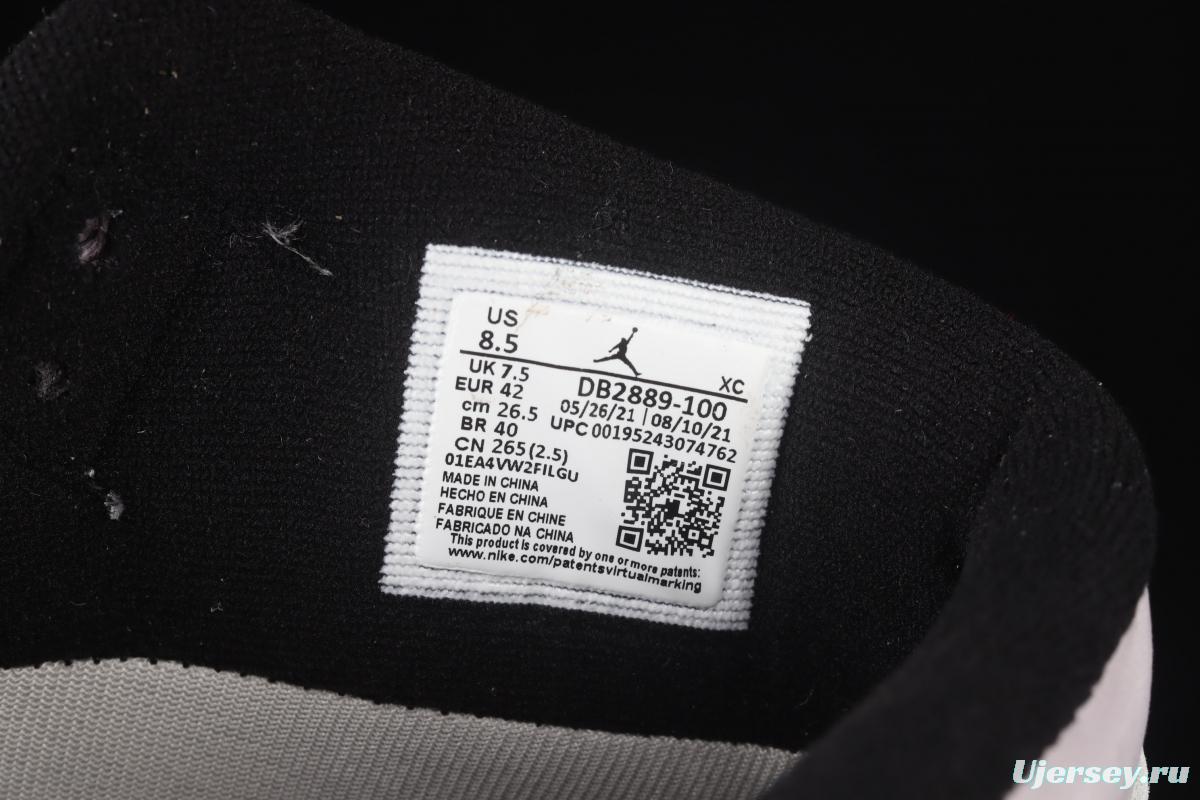 US
8.5
XC
UK 7.5
EUR 42
cm 26.5
BR 40
CN 265(2.5)
DB2889-100
05/26/21 | 08/10/21
UPC 00195243074762
01EA4VW2FILGU
MADE IN CHINA
HECHO EN CHINA
FABRIQUE EN CHINE
FABRICADO NA CHINA
This product is covered by one or more patents:
www.nike.com/patentsvirtualmarking
Ujersey.ru